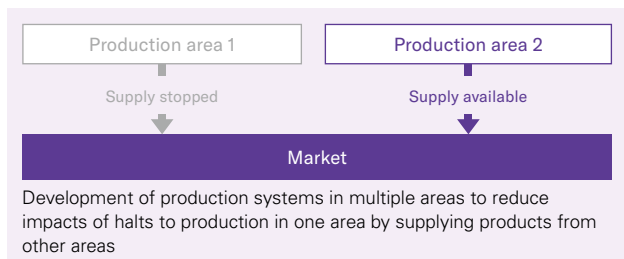 Production area 1
Production area 2
Supply stopped
Supply available
Market
Development of production systems in multiple areas to reduce
impacts of halts to production in one area by supplying products from
other areas